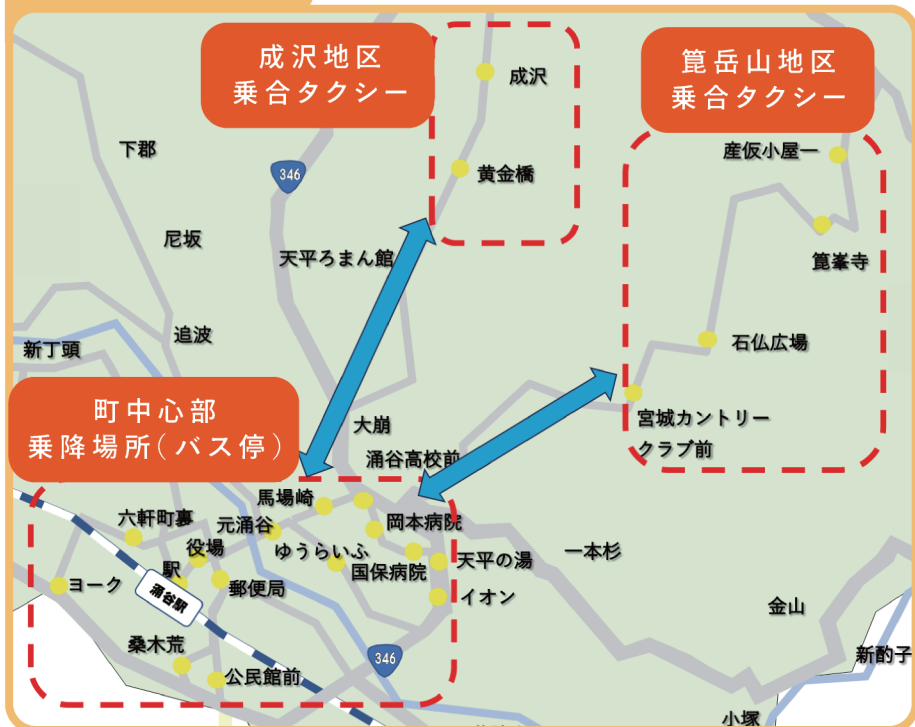 成沢地区
乗合タクシー
箟岳山地区
乗合タクシー
成沢
産仮小屋一
下郡
346
黄金橋
尼坂
天平ろまん館
箟峯寺
追波
新丁頭
石仏広場
町中心部
乗降場所(バス停)
大崩
宮城カントリー
クラブ前
涌谷高校前
馬場崎
六軒町裏
元涌谷
岡本病院
役場
ゆうらいふ
国保病院
天平の湯
一本杉
駅
ヨーク
涌谷駅
郵便局
イオン
金山
桑木荒
346
新酌子
公民館前
小塚